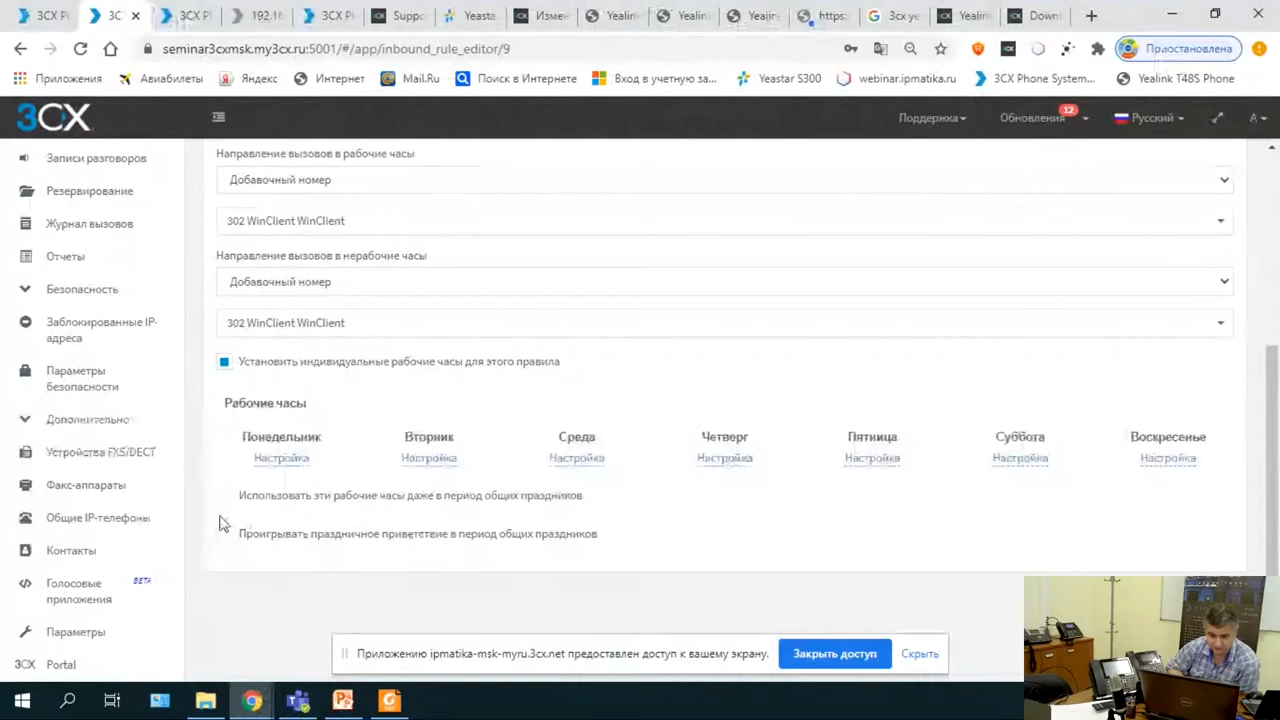 3CX Pl
3C
3CX Pl
192.16
3CX Pl
Suppo
Yeasta
Измен
Yealink
Yealin
Yealin
https:
3cx ye
Yealink
Downl
seminar3cxmsk.my3cx.ru:5001/#/app/inbound_rule_editor/9
Приостановлена
Приложения
Авиабилеты
Яндекс
Интернет
Mail.Ru
Поиск в Интернете
Вход в учетную за...
Yeastar S300
webinar.ipmatika.ru
3CX Phone System...
Yealink T48S Phone
3CX
Поддержка
Обновления
12
Русский
A
Записи разговоров
Резервирование
Журнал вызовов
Отчеты
Безопасность
Заблокированные IP-
адреса
Параметры
безопасности
Дополнительно
Устройства FXS/DECT
Факс-аппараты
Общие IP-телефоны
Контакты
Голосовые
приложения
BETA
Параметры
3CX Portal
Направление вызовов в рабочие часы
Добавочный номер
302 WinClient WinClient
Направление вызовов в нерабочие часы
Добавочный номер
302 WinClient WinClient
Установить индивидуальные рабочие часы для этого правила
Рабочие часы
Понедельник Вторник Среда Четверг Пятница Суббота Воскресенье
Настройка Настройка Настройка Настройка Настройка Настройка Настройка
Использовать эти рабочие часы даже в период общих праздников
Проигрывать праздничное приветствие в период общих праздников
Приложению ipmatika-msk-myru.3cx.net предоставлен доступ к вашему экрану.
Закрыть доступ
Скрыть